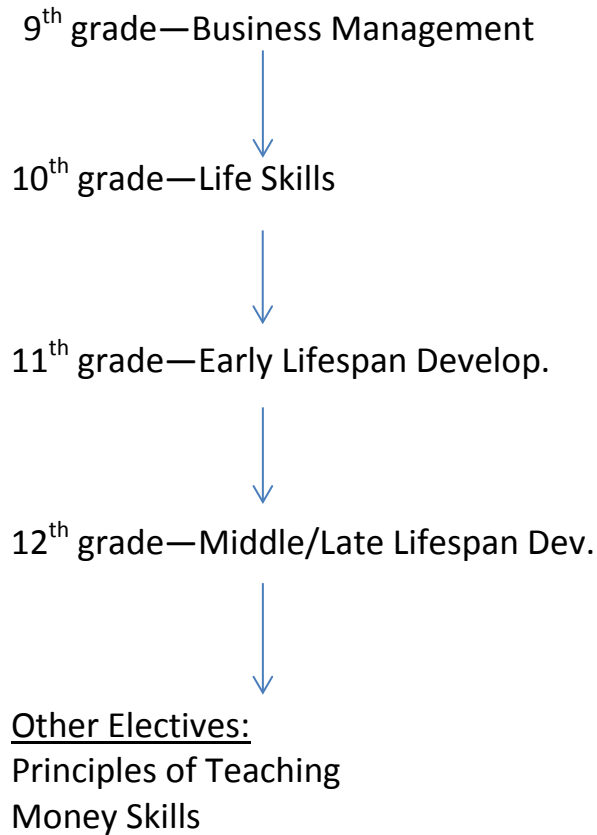 9th grade—Business Management
10th grade—Life Skills
11th grade—Early Lifespan Develop.
12th grade—Middle/Late Lifespan Dev.
Other Electives:
Principles of Teaching
Money Skills